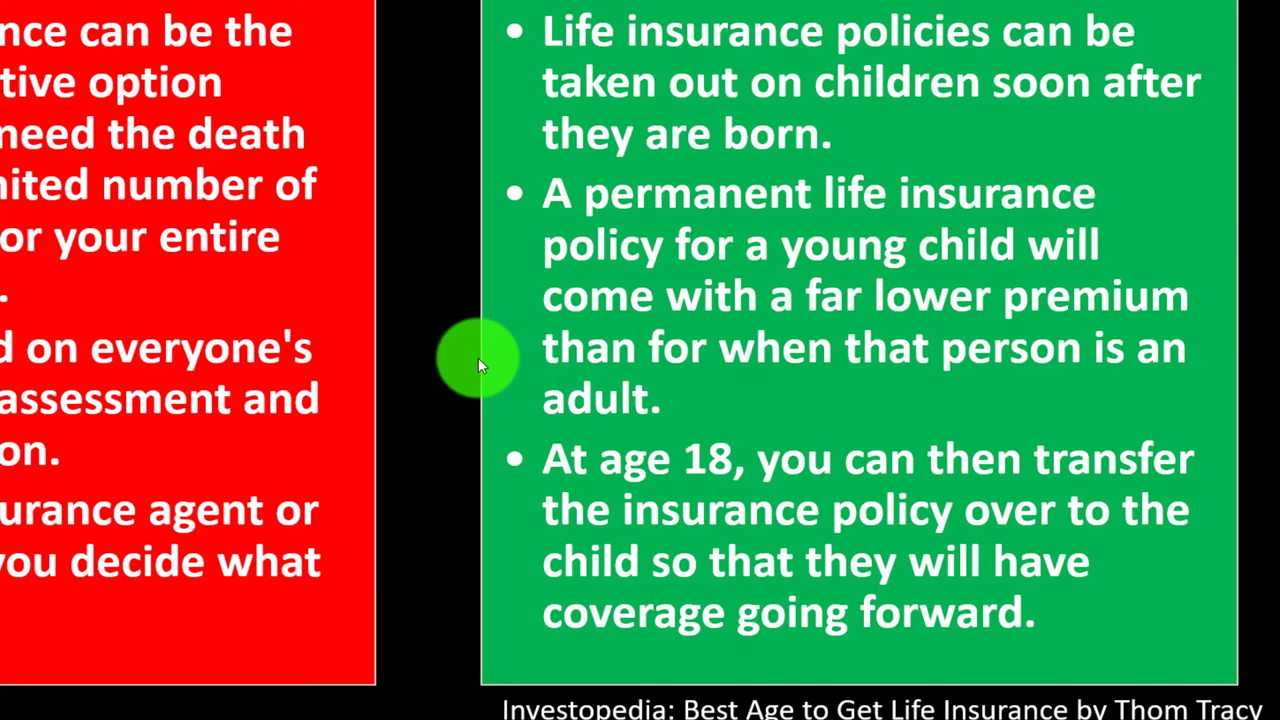 nce can be the
tive option
need the death
nited number of
or your entire
.
d on everyone's
assessment and
on.
urance agent or
you decide what
• Life insurance policies can be
taken out on children soon after
they are born.
• A permanent life insurance
policy for a young child will
come with a far lower premium
than for when that person is an
adult.
• At age 18, you can then transfer
the insurance policy over to the
child so that they will have
coverage going forward.
Investopedia: Best Age to Get Life Insurance by Thom Tracy